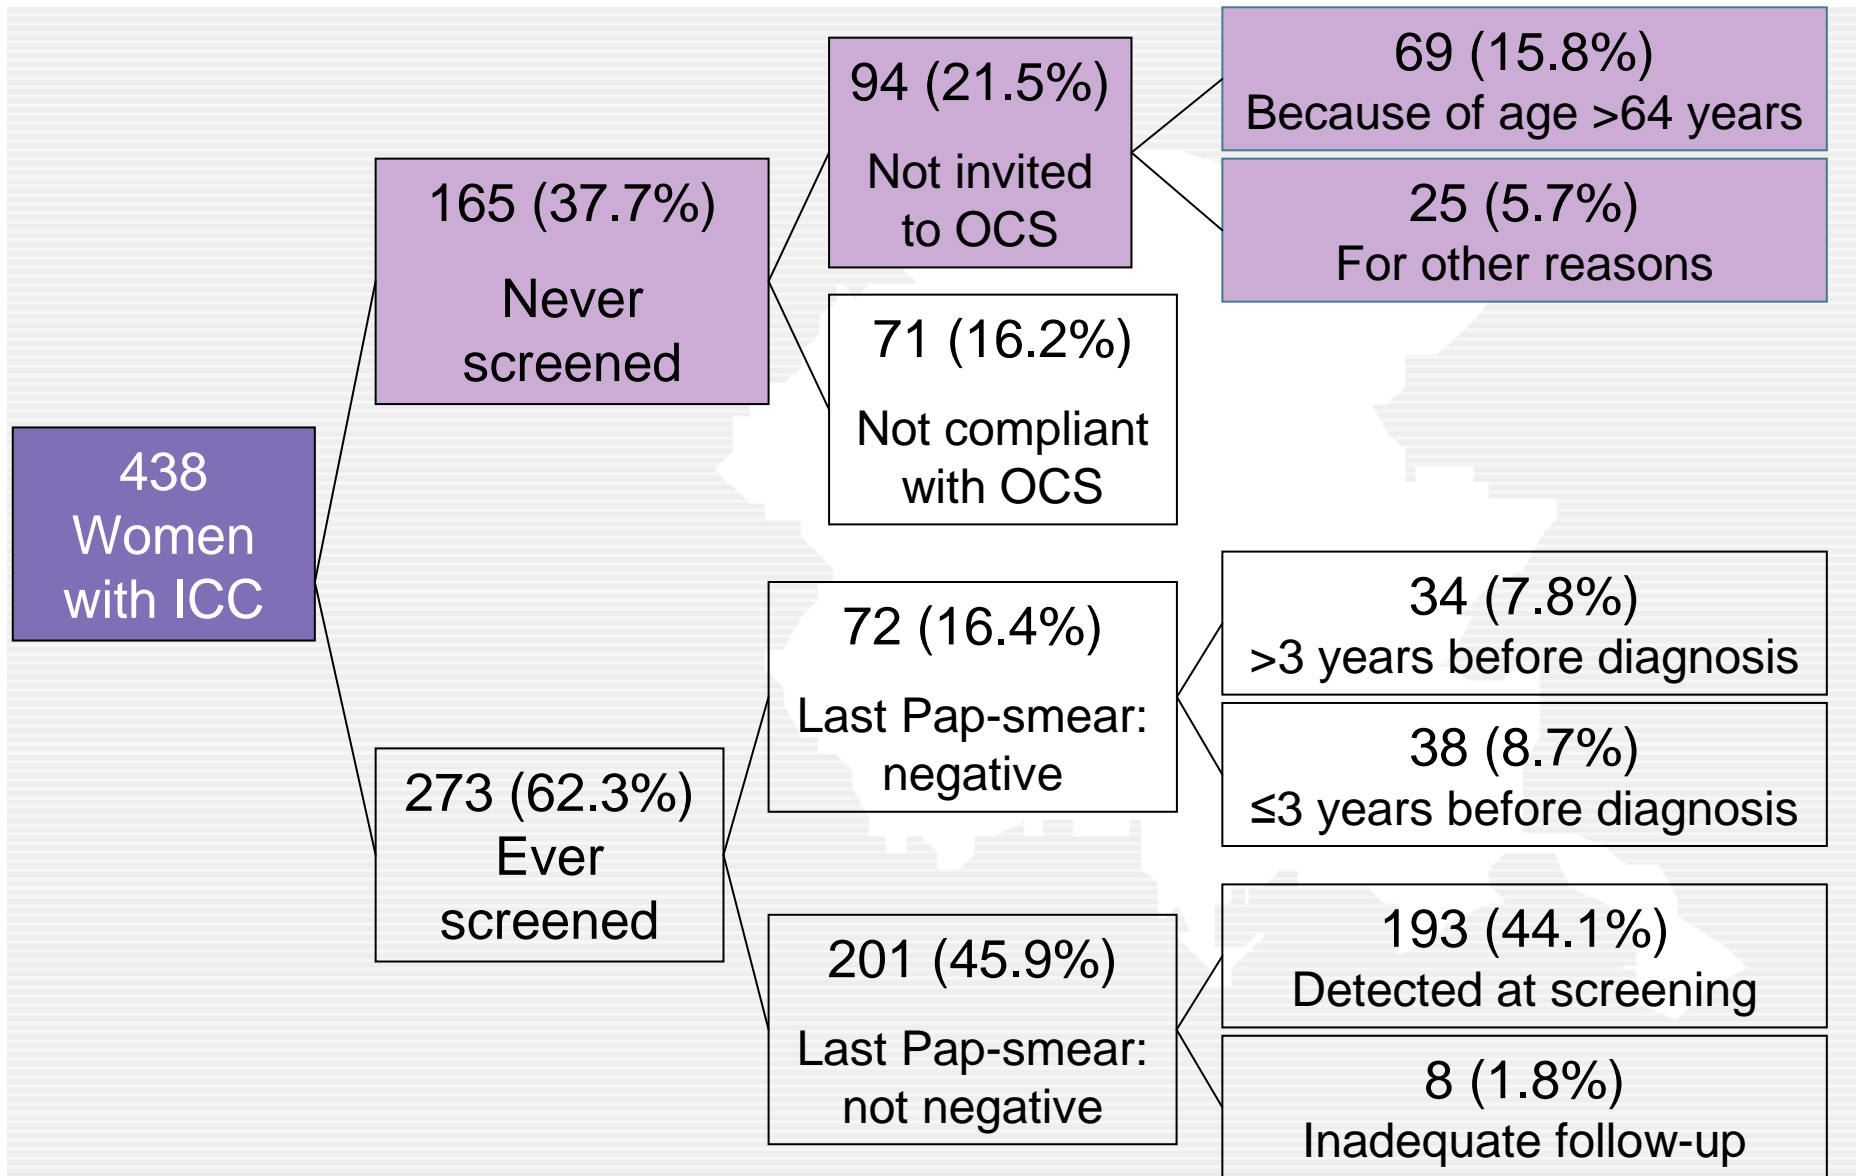 438
Women
with ICC
165 (37.7%)
Never
screened
94 (21.5%)
Not invited
to OCS
69 (15.8%)
Because of age >64 years
25 (5.7%)
For other reasons
71 (16.2%)
Not compliant
with OCS
273 (62.3%)
Ever
screened
72 (16.4%)
Last Pap-smear:
negative
34 (7.8%)
>3 years before diagnosis
38 (8.7%)
≤3 years before diagnosis
201 (45.9%)
Last Pap-smear:
not negative
193 (44.1%)
Detected at screening
8 (1.8%)
Inadequate follow-up